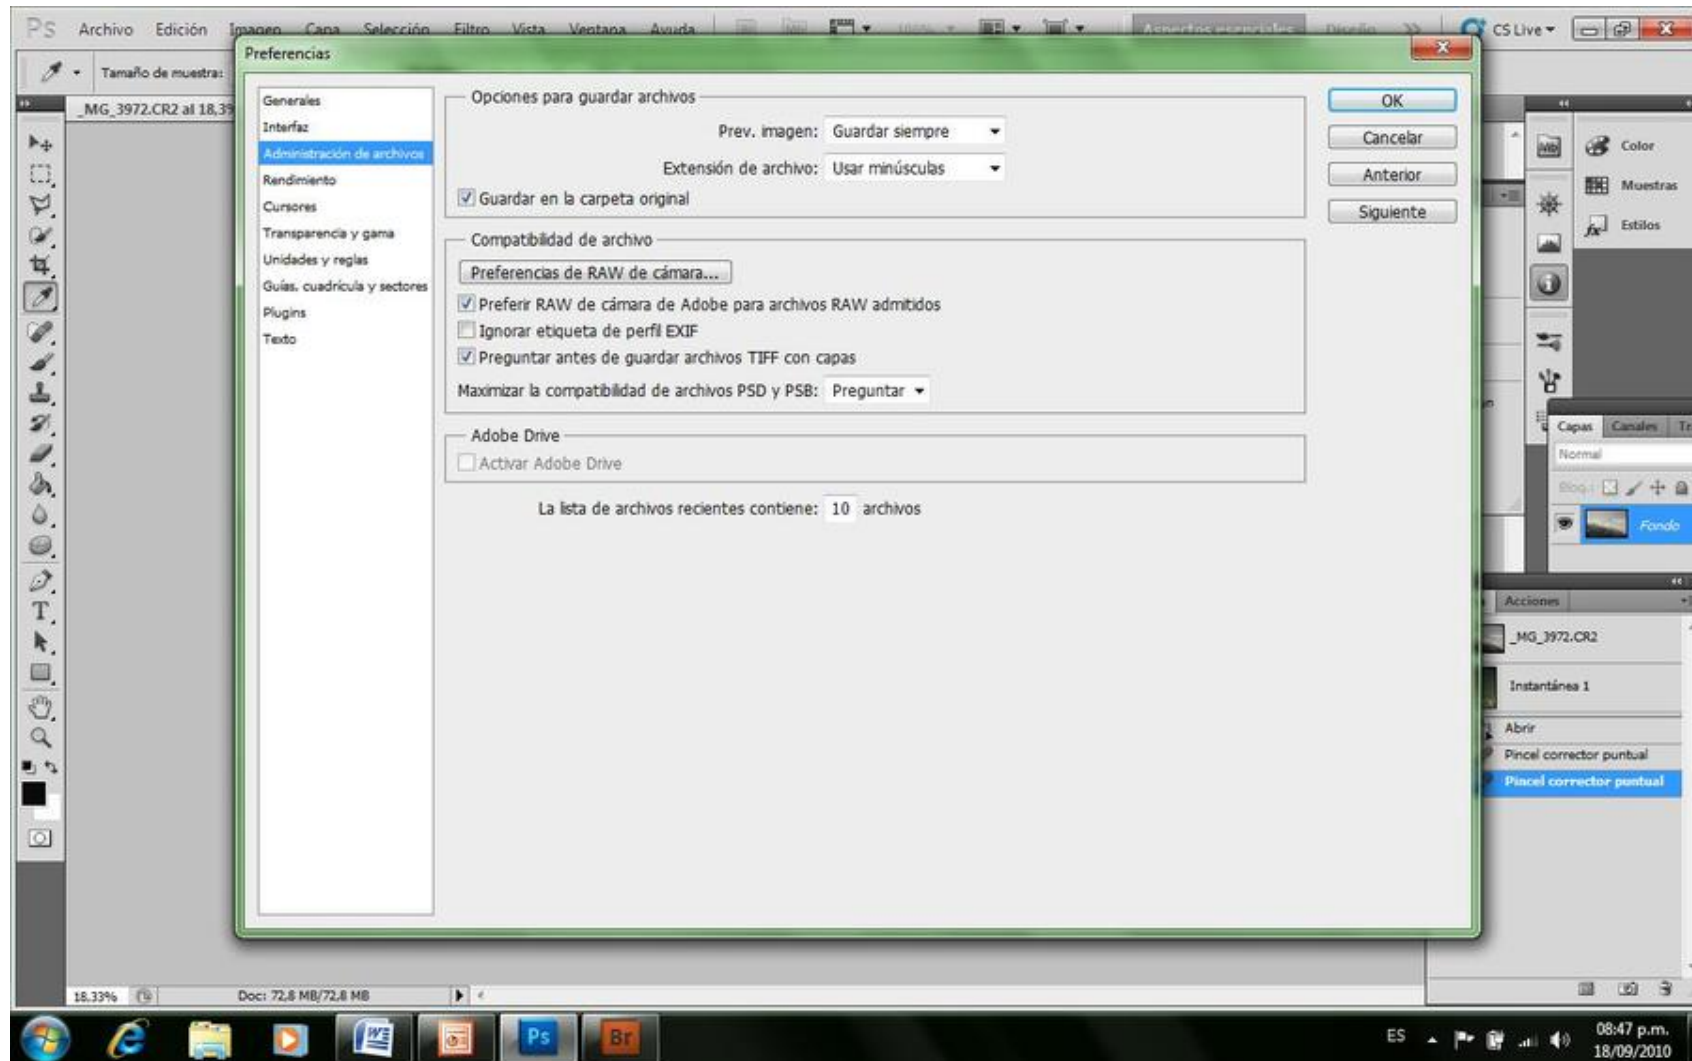 Ps Archivo Edición Imagen Capa Selección Filtro Vista Ventana Ayuda CS Live
Tamaño de muestra:
_MG_3972.CR2 al 18,39
Preferencias
Generales
Interfaz
Administración de archivos
Rendimiento
Cursores
Transparencia y gama
Unidades y reglas
Guías, cuadrícula y sectores
Plugins
Texto
Opciones para guardar archivos
Prev. imagen: Guardar siempre
Extensión de archivo: Usar minúsculas
Guardar en la carpeta original
Compatibilidad de archivo
Preferencias de RAW de cámara...
Preferir RAW de cámara de Adobe para archivos RAW admitidos
Ignorar etiqueta de perfil EXIF
Preguntar antes de guardar archivos TIFF con capas
Maximizar la compatibilidad de archivos PSD y PSB: Preguntar
Adobe Drive
Activar Adobe Drive
La lista de archivos recientes contiene: 10 archivos
OK
Cancelar
Anterior
Siguiente
Color
Muestras
Estilos
Capas Canales Tr
Normal
Bloq.:
Fondo
Acciones
_MG_3972.CR2
Instantánea 1
Abrir
Pincel corrector puntual
Pincel corrector puntual
18,33% Doc: 72,8 MB/72,8 MB
Ps Br ES 08:47 p.m.
18/09/2010